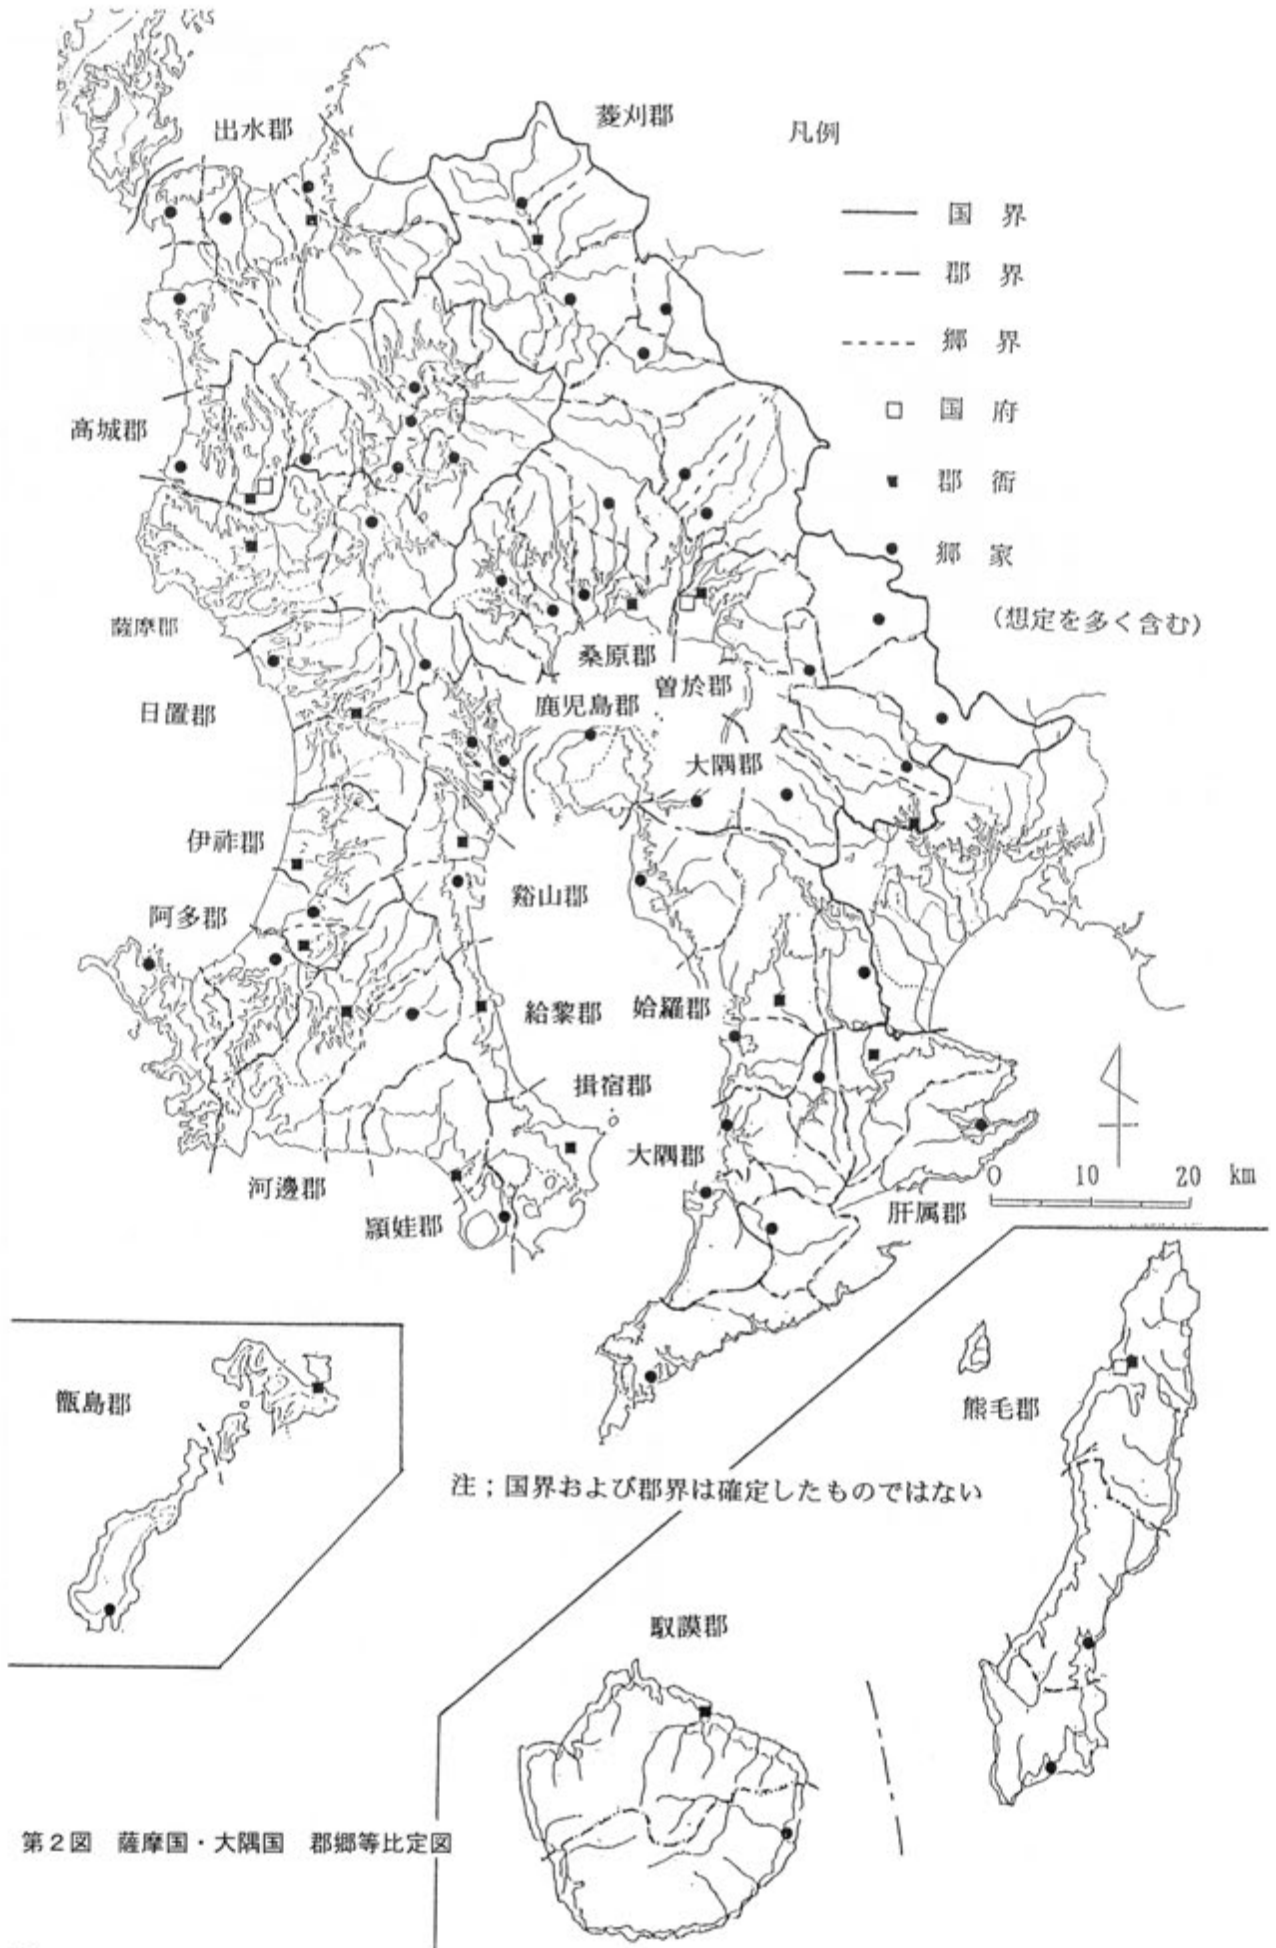 出水郡
菱刈郡
凡例
国界
郡界
郷界
高城郡
国府
郡衙
郷家
(想定を多く含む)
薩摩郡
桑原郡
曽於郡
日置郡
鹿児島郡
大隅郡
伊祚郡
谿山郡
阿多郡
給黎郡
姶羅郡
揖宿郡
大隅郡
河邊郡
頴娃郡
肝属郡
0 10 20 km
甑島郡
熊毛郡
注；国界および郡界は確定したものではない
馭謨郡
第2図 薩摩国・大隅国 郡郷等比定図